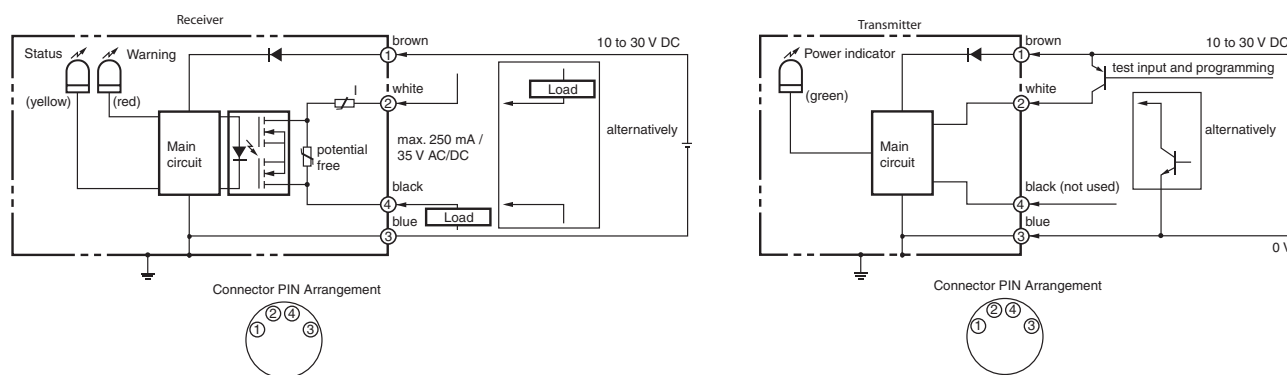 Receiver
Status
Warning
(yellow)
(red)
Main
circuit
potential
free
I
brown
1
white
2
max. 250 mA /
35 V AC/DC
black
4
Load
blue
3
10 to 30 V DC
Load
alternatively
Connector PIN Arrangement
1
2
4
3
Transmitter
Power indicator
(green)
Main
circuit
brown
1
white
2
black (not used)
4
blue
3
10 to 30 V DC
test input and programming
alternatively
0 V
Connector PIN Arrangement
1
2
4
3